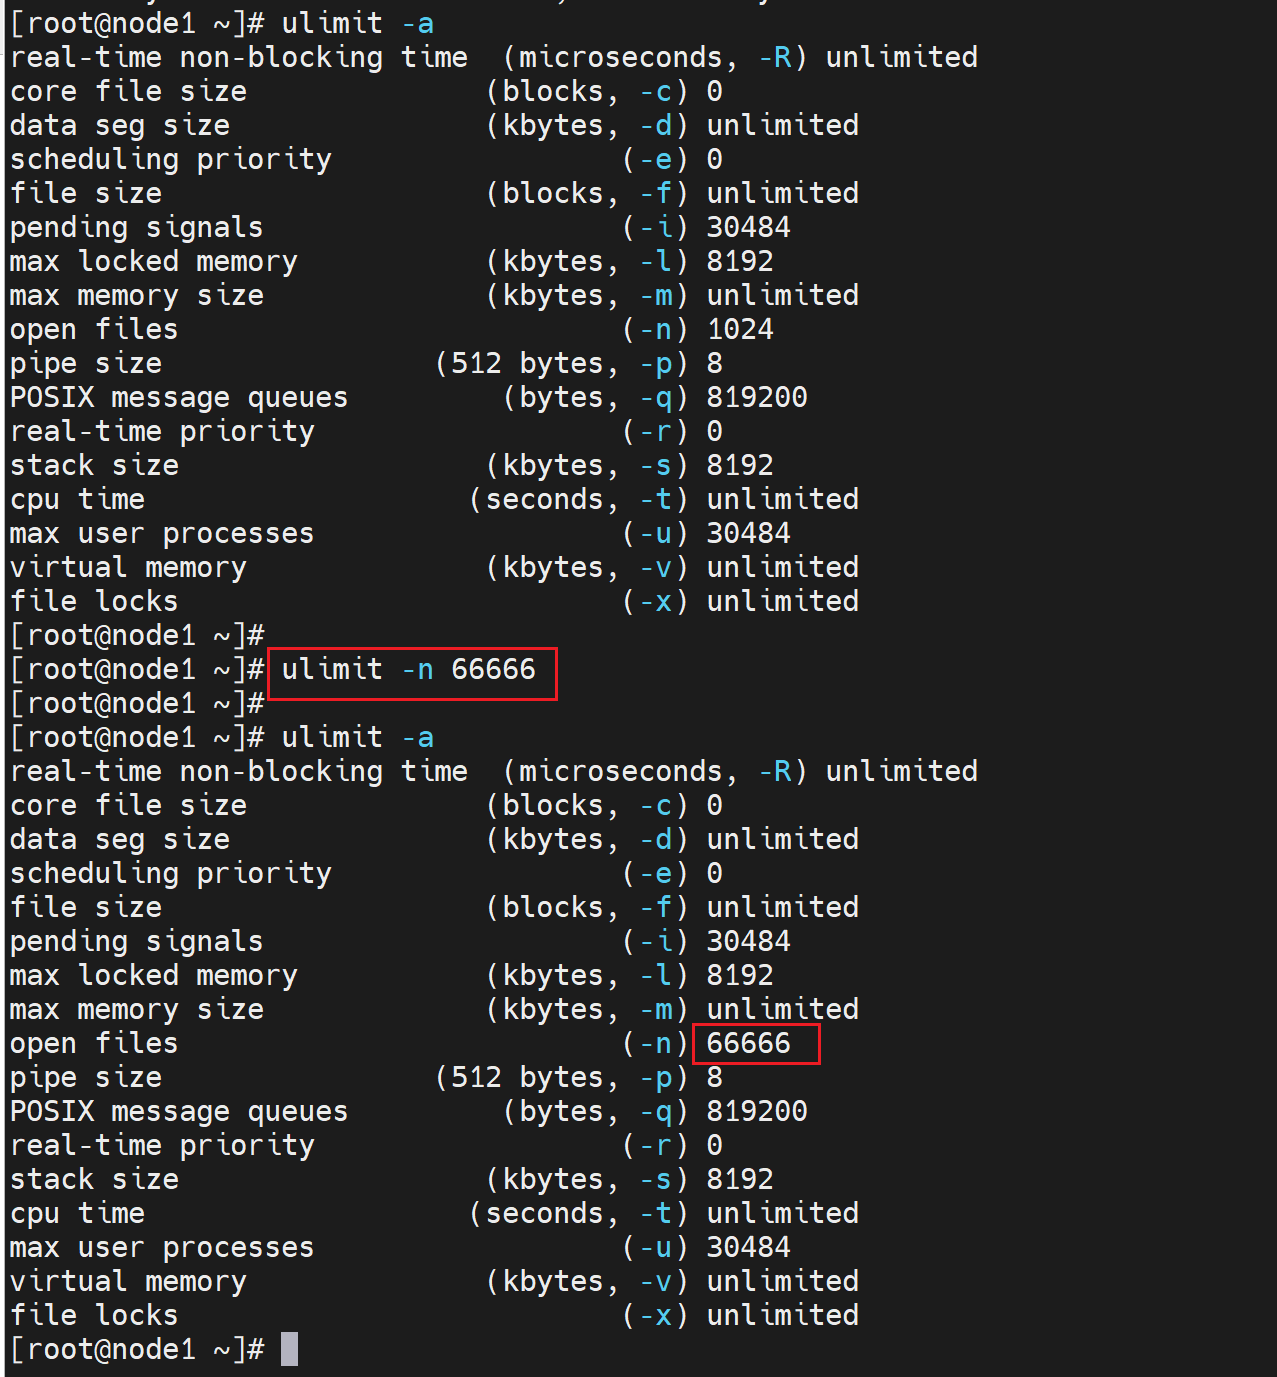 [root@node1 ~]# ulimit -a
real-time non-blocking time  (microseconds, -R) unlimited
core file size              (blocks, -c) 0
data seg size               (kbytes, -d) unlimited
scheduling priority                 (-e) 0
file size                   (blocks, -f) unlimited
pending signals                     (-i) 30484
max locked memory           (kbytes, -l) 8192
max memory size             (kbytes, -m) unlimited
open files                          (-n) 1024
pipe size                (512 bytes, -p) 8
POSIX message queues         (bytes, -q) 819200
real-time priority                  (-r) 0
stack size                  (kbytes, -s) 8192
cpu time                   (seconds, -t) unlimited
max user processes                  (-u) 30484
virtual memory              (kbytes, -v) unlimited
file locks                          (-x) unlimited
[root@node1 ~]#
[root@node1 ~]# ulimit -n 66666
[root@node1 ~]#
[root@node1 ~]# ulimit -a
real-time non-blocking time  (microseconds, -R) unlimited
core file size              (blocks, -c) 0
data seg size               (kbytes, -d) unlimited
scheduling priority                 (-e) 0
file size                   (blocks, -f) unlimited
pending signals                     (-i) 30484
max locked memory           (kbytes, -l) 8192
max memory size             (kbytes, -m) unlimited
open files                          (-n) 66666
pipe size                (512 bytes, -p) 8
POSIX message queues         (bytes, -q) 819200
real-time priority                  (-r) 0
stack size                  (kbytes, -s) 8192
cpu time                   (seconds, -t) unlimited
max user processes                  (-u) 30484
virtual memory              (kbytes, -v) unlimited
file locks                          (-x) unlimited
[root@node1 ~]#